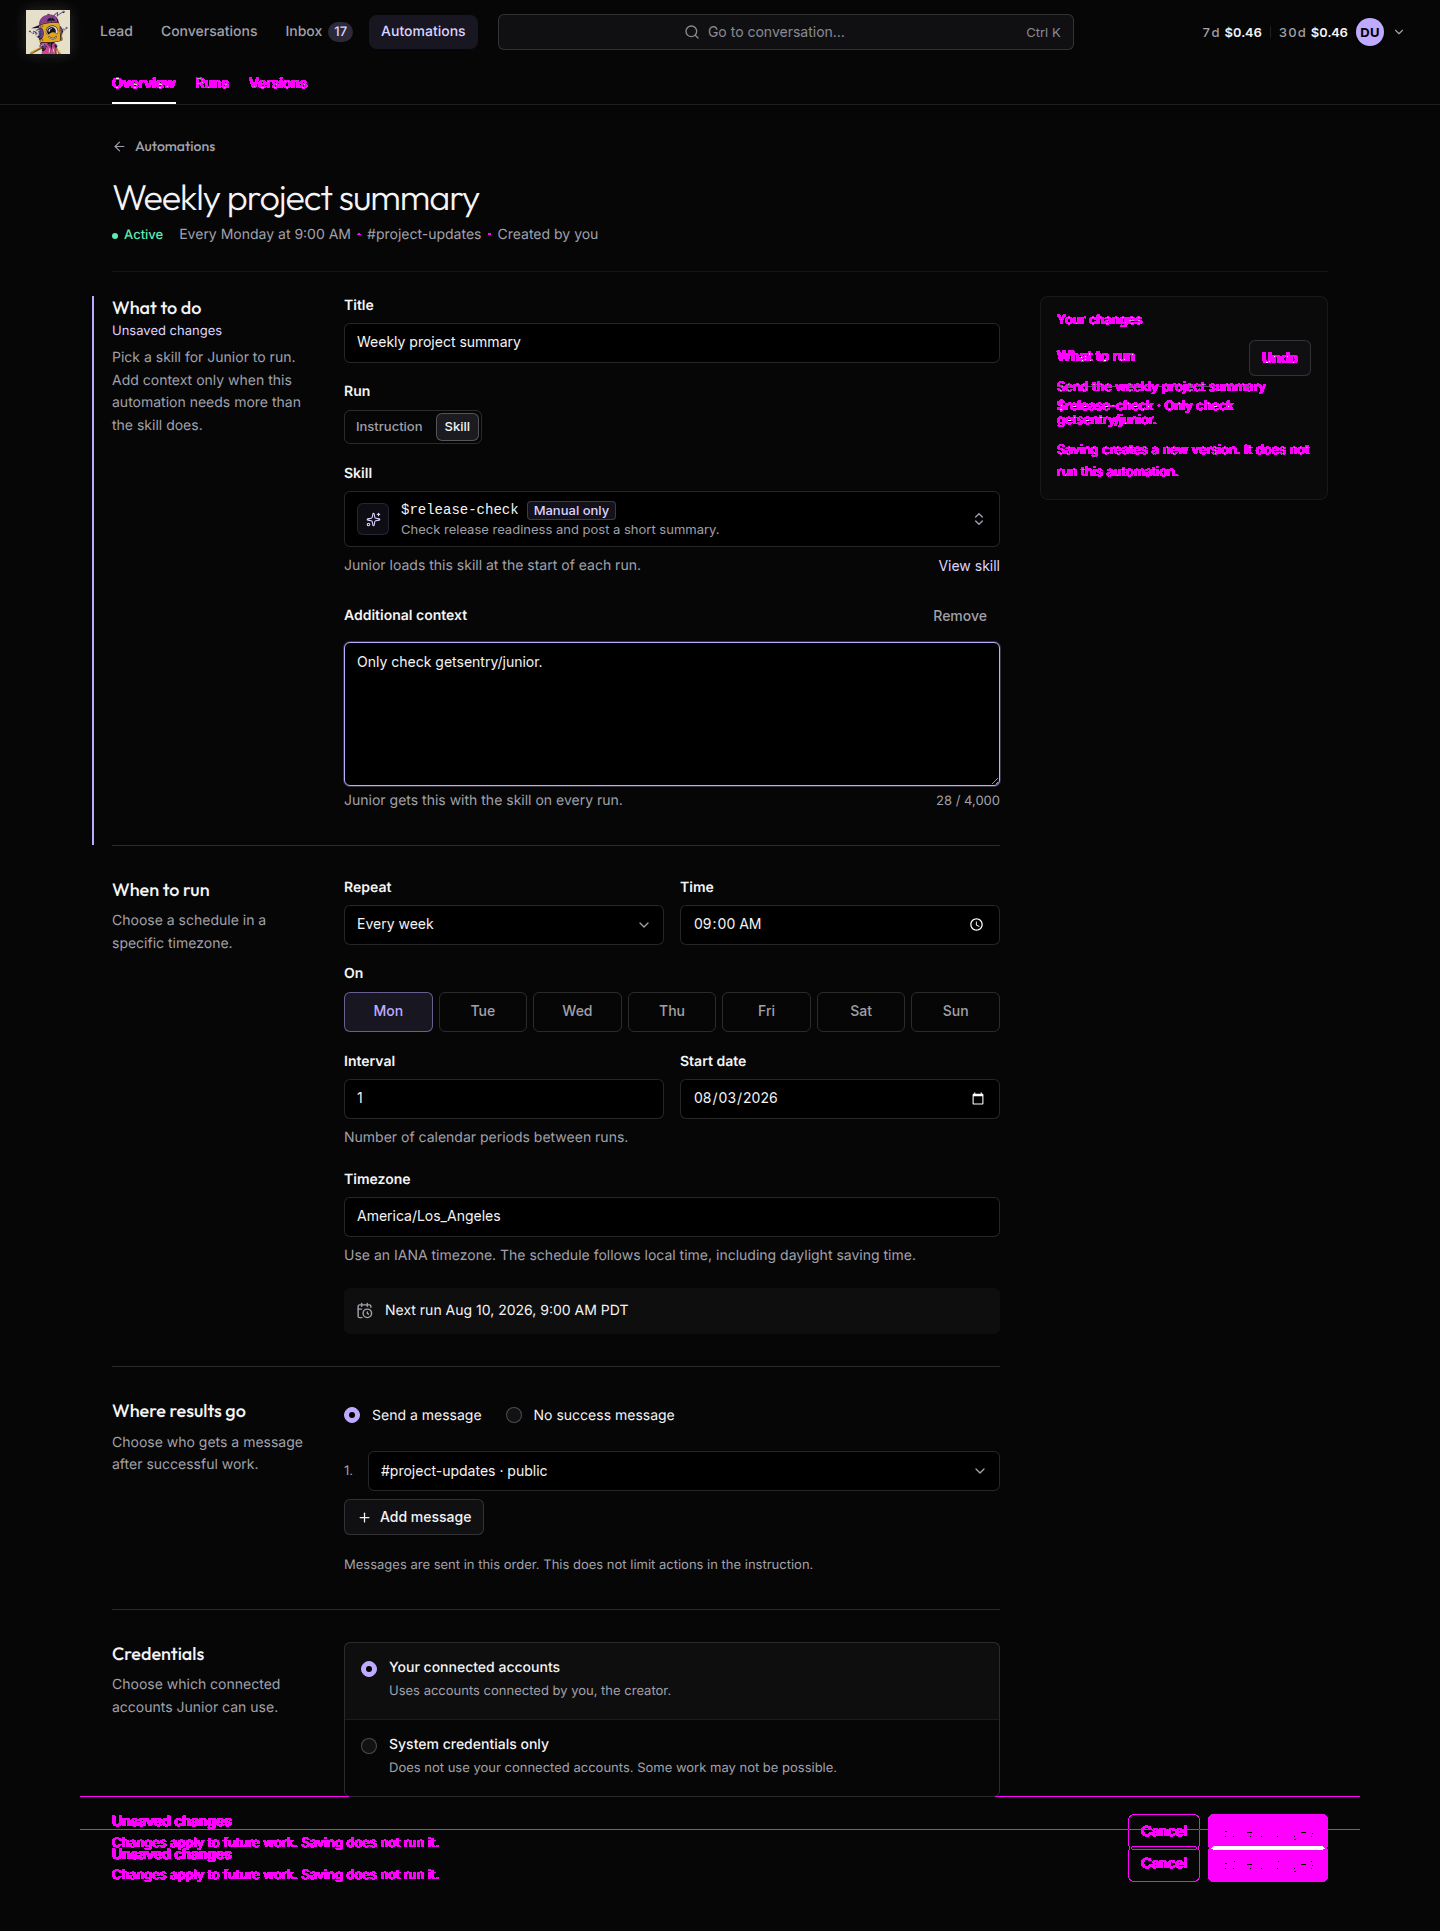 Lead Conversations Inbox 17 Automations Go to conversation... Ctrl K 7d $0.46 30d $0.46 DU
Overview Runs Versions
Automations
Weekly project summary
Active Every Monday at 9:00 AM · #project-updates · Created by you
What to do
Unsaved changes
Pick a skill for Junior to run.
Add context only when this
automation needs more than
the skill does.
Title
Weekly project summary
Run
Instruction Skill
Skill
$release-check Manual only
Check release readiness and post a short summary.
Junior loads this skill at the start of each run. View skill
Additional context Remove
Only check getsentry/junior.
Junior gets this with the skill on every run. 28 / 4,000
Your changes
What to run Undo
Send the weekly project summary
$release-check · Only check
getsentry/junior.
Saving creates a new version. It does not
run this automation.
When to run
Choose a schedule in a
specific timezone.
Repeat Time
Every week 09:00 AM
On
Mon Tue Wed Thu Fri Sat Sun
Interval Start date
1 08/03/2026
Number of calendar periods between runs.
Timezone
America/Los_Angeles
Use an IANA timezone. The schedule follows local time, including daylight saving time.
Next run Aug 10, 2026, 9:00 AM PDT
Where results go
Choose who gets a message
after successful work.
Send a message No success message
1. #project-updates · public
Add message
Messages are sent in this order. This does not limit actions in the instruction.
Credentials
Choose which connected
accounts Junior can use.
Your connected accounts
Uses accounts connected by you, the creator.
System credentials only
Does not use your connected accounts. Some work may not be possible.
Unsaved changes
Cancel
Changes apply to future work. Saving does not run it.
Unsaved changes
Cancel
Changes apply to future work. Saving does not run it.